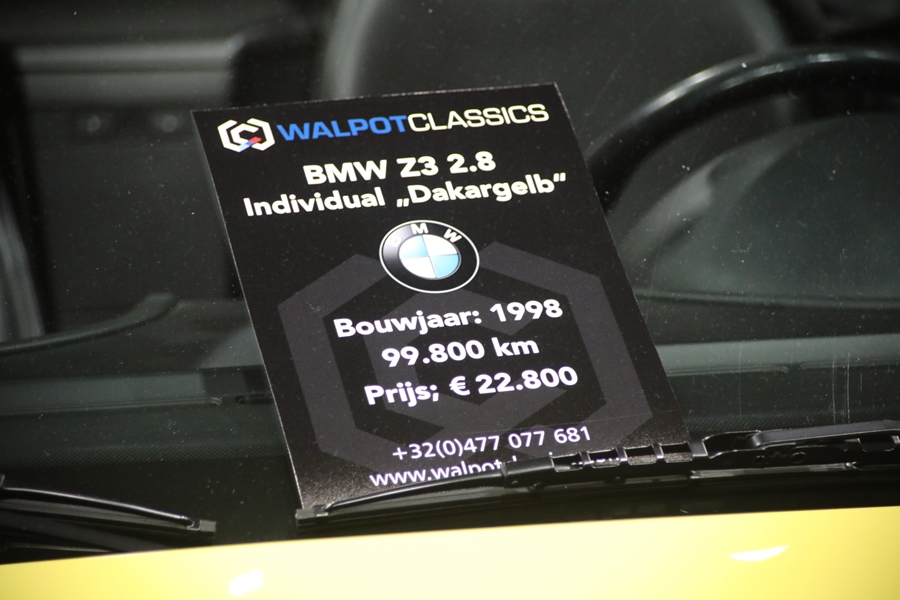 WALPOTCLASSICS
BMW Z3 2.8
Individual „Dakargelb”
M W
Bouwjaar: 1998
99.800 km
Prijs; € 22.800
+32(0)477 077 681